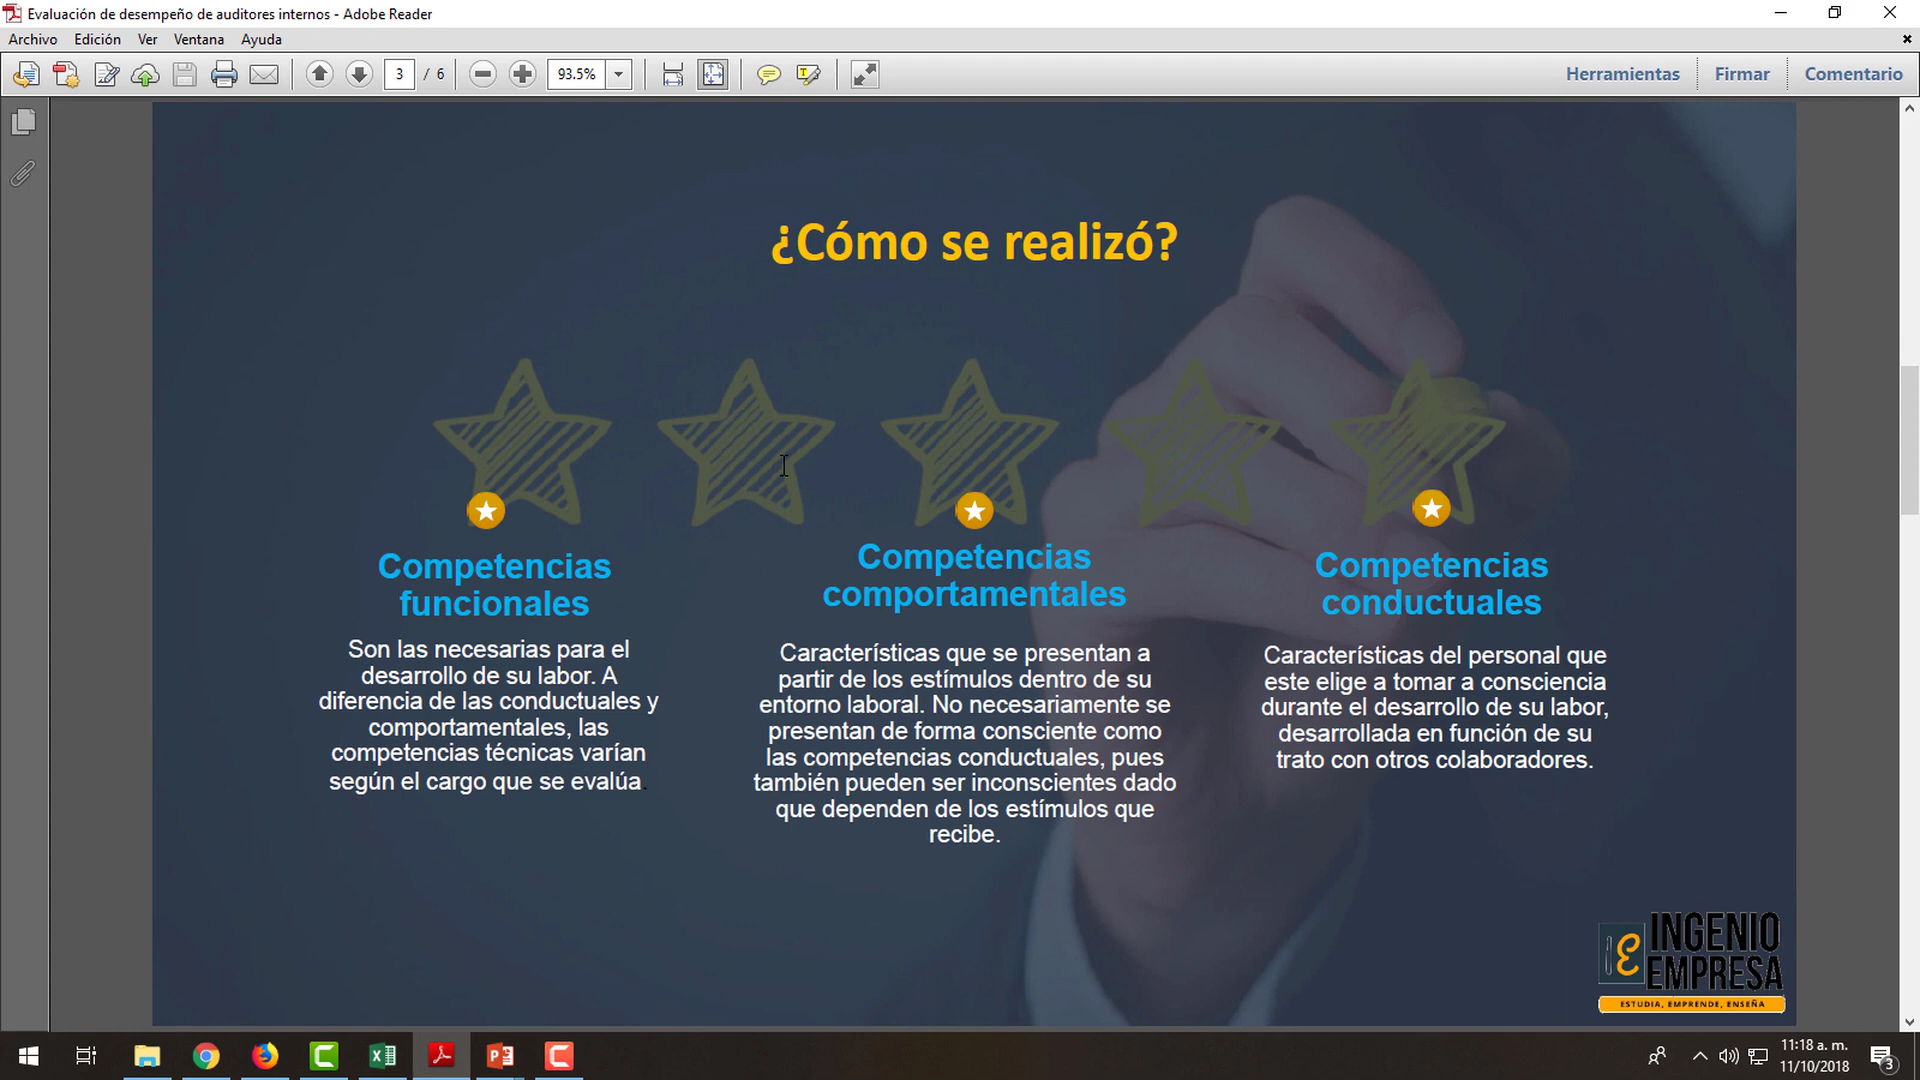 Evaluación de desempeño de auditores internos - Adobe Reader
Archivo Edición Ver Ventana Ayuda
3 / 6 93.5% Herramientas Firmar Comentario
¿Cómo se realizó?
Competencias
funcionales
Son las necesarias para el
desarrollo de su labor. A
diferencia de las conductuales y
comportamentales, las
competencias técnicas varían
según el cargo que se evalúa.
Competencias
comportamentales
Características que se presentan a
partir de los estímulos dentro de su
entorno laboral. No necesariamente se
presentan de forma consciente como
las competencias conductuales, pues
también pueden ser inconscientes dado
que dependen de los estímulos que
recibe.
Competencias
conductuales
Características del personal que
este elige a tomar a consciencia
durante el desarrollo de su labor,
desarrollada en función de su
trato con otros colaboradores.
INGENIO
EMPRESA
ESTUDIA, EMPRENDE, ENSEÑA
11:18 a. m.
11/10/2018
3